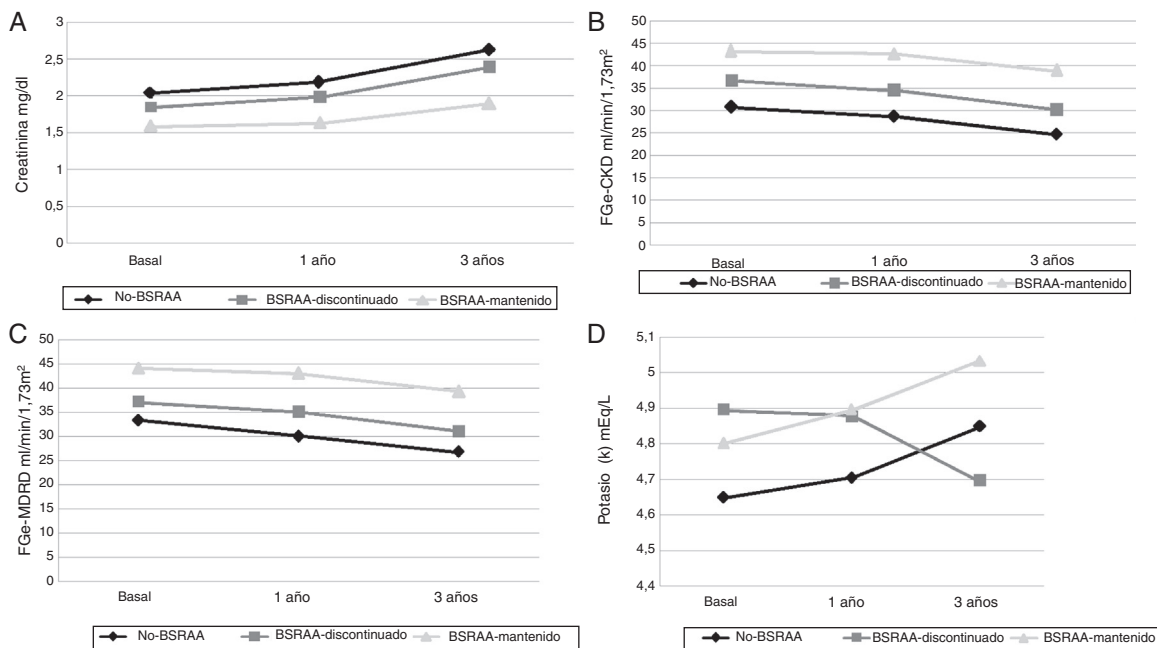 A
Creatinina mg/dl
3
2,5
2
1,5
1
0,5
0
Basal 1 año 3 años
No-BSRAA BSRAA-discontinuado BSRAA-mantenido
B
FGe-CKD ml/min/1,73m²
50
45
40
35
30
25
20
15
10
5
0
Basal 1 año 3 años
No-BSRAA BSRAA-discontinuado BSRAA-mantenido
C
FGe-MDRD ml/min/1,73m²
50
45
40
35
30
25
20
15
10
5
0
Basal 1 año 3 años
No-BSRAA BSRAA-discontinuado BSRAA-mantenido
D
Potasio (k) mEq/L
5,1
5
4,9
4,8
4,7
4,6
4,5
4,4
Basal 1 año 3 años
No-BSRAA BSRAA-discontinuado BSRAA-mantenido